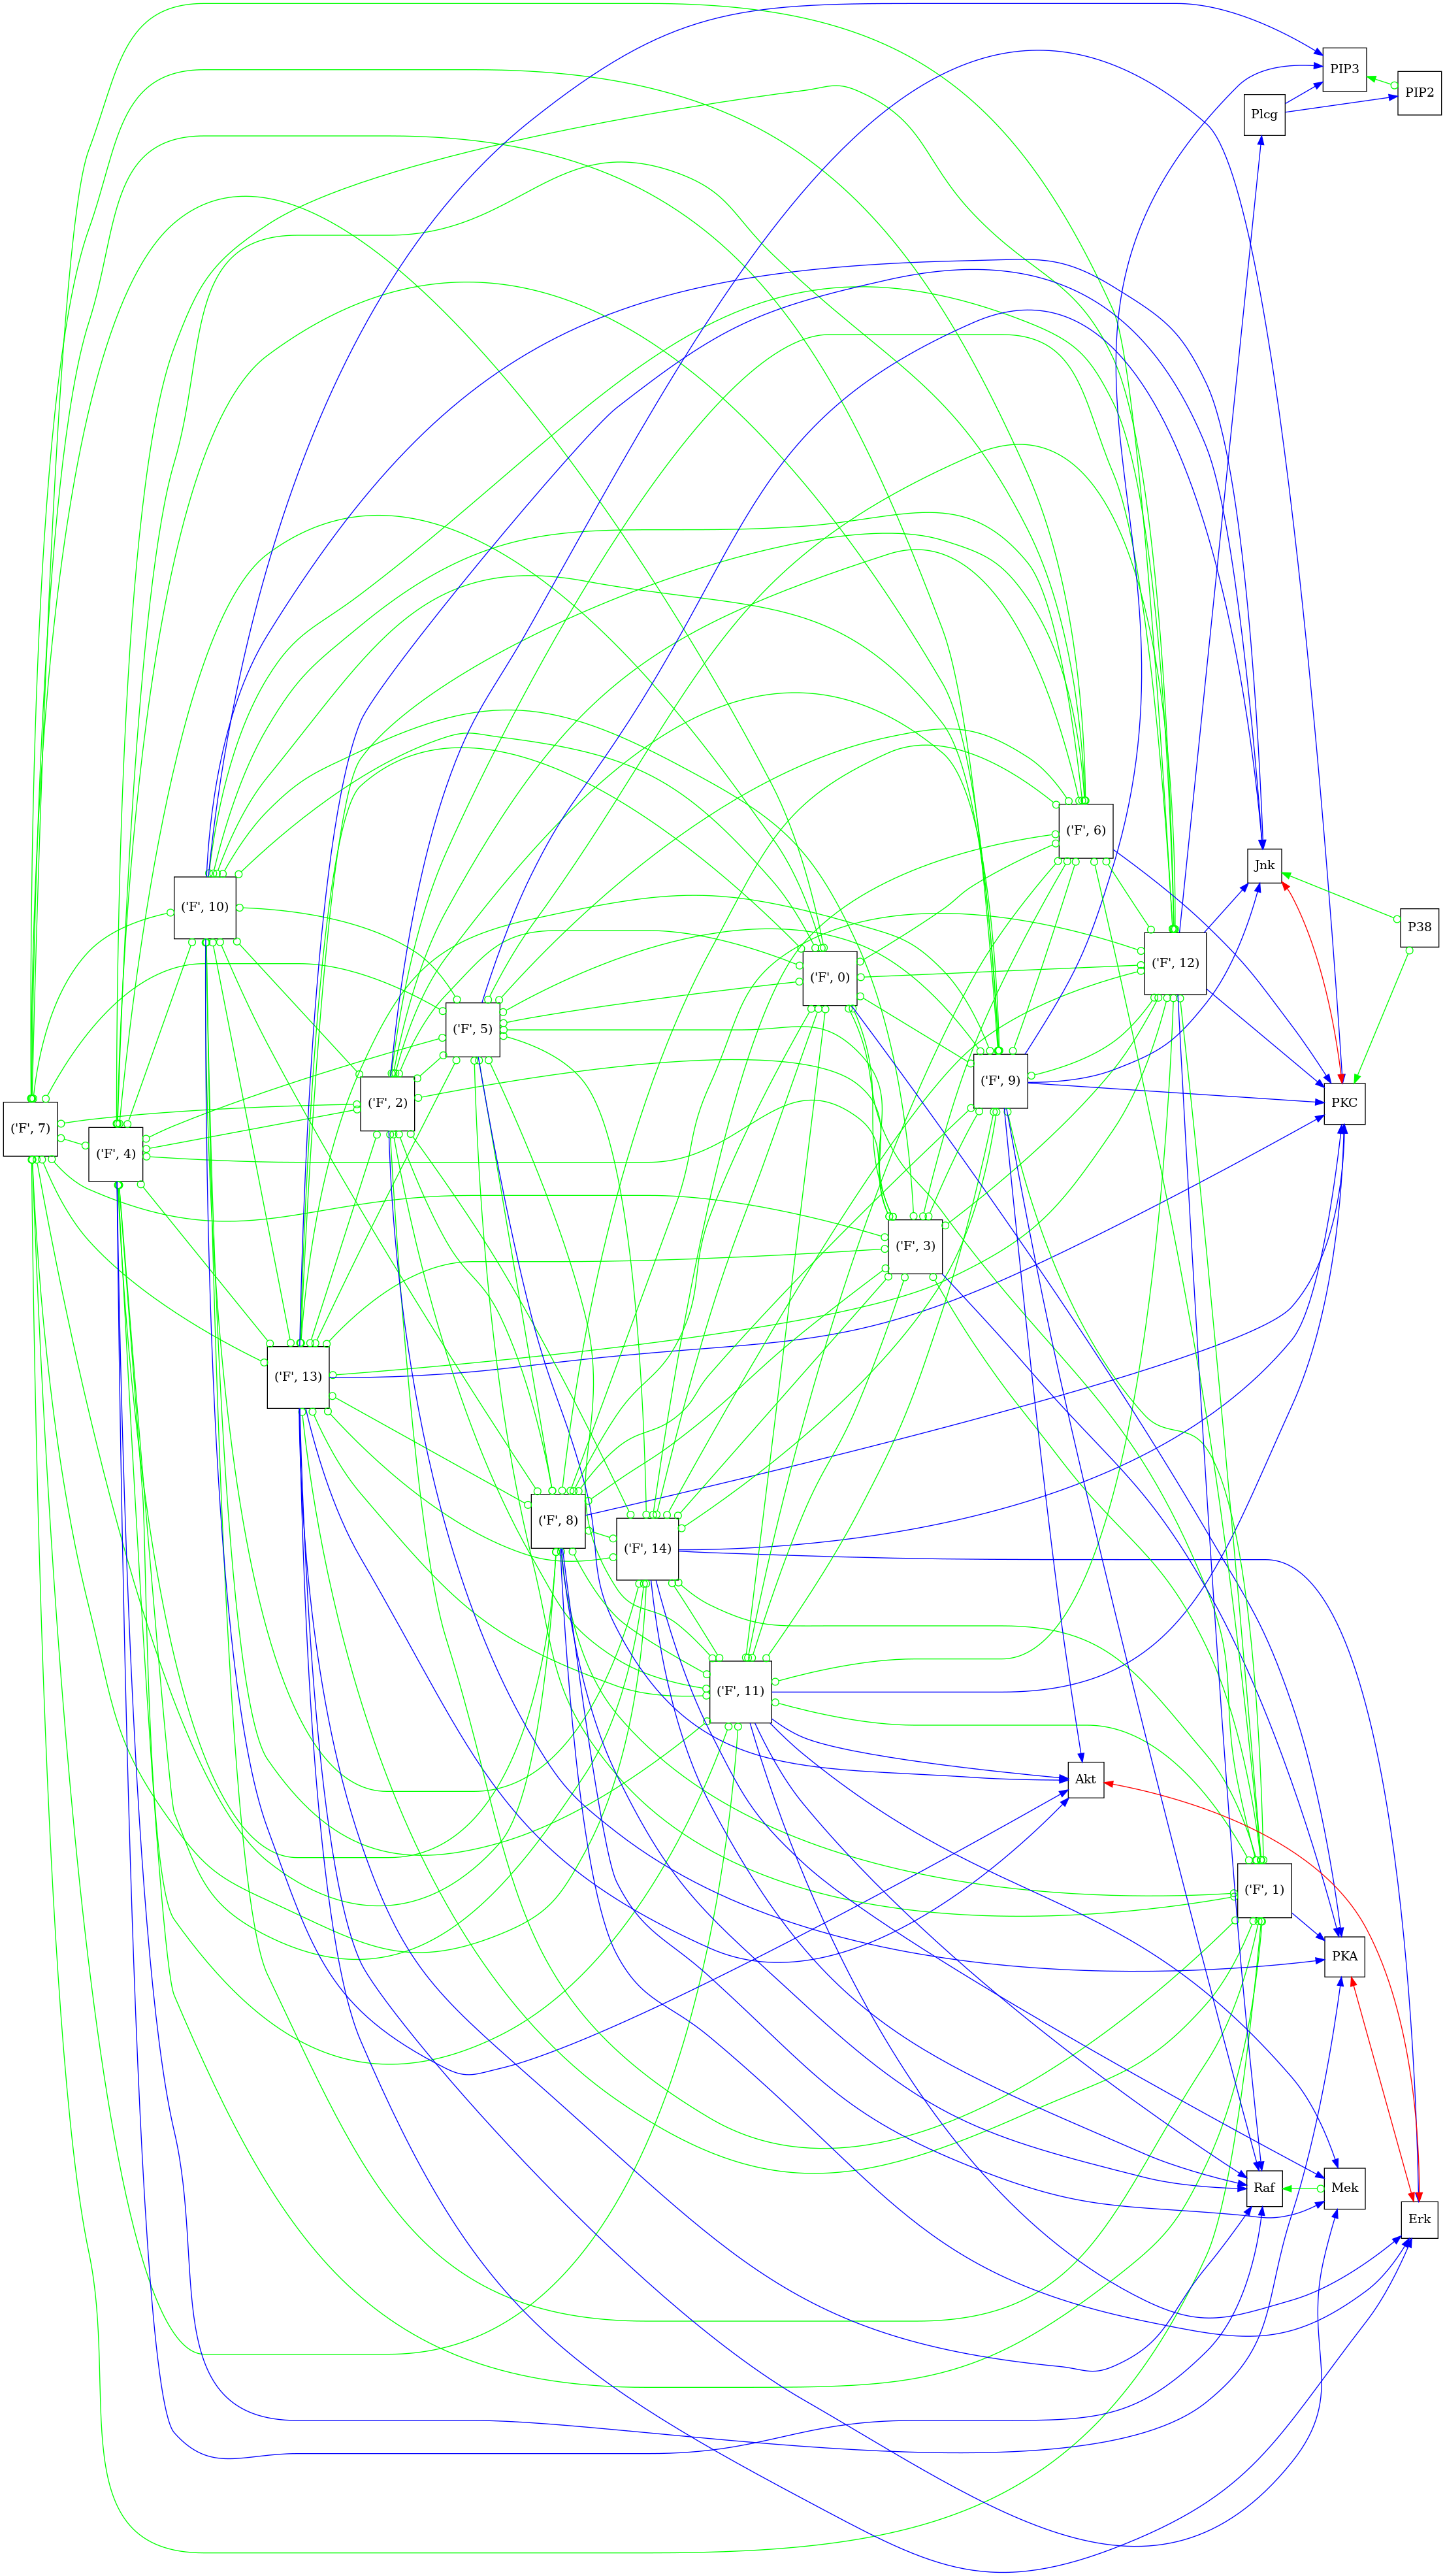 PIP3
PIP2
Plcg
('F', 6)
Jnk
('F', 10)
P38
('F', 12)
('F', 0)
('F', 5)
('F', 9)
('F', 2)
PKC
('F', 7)
('F', 4)
('F', 3)
('F', 13)
('F', 8)
('F', 14)
('F', 11)
Akt
('F', 1)
PKA
Raf
Mek
Erk